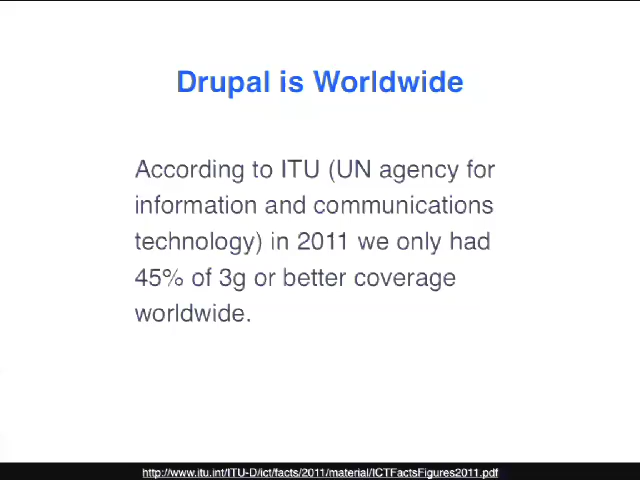 Drupal is Worldwide
According to ITU (UN agency for
information and communications
technology) in 2011 we only had
45% of 3g or better coverage
worldwide.
http://www.itu.int/ITU-D/ict/facts/2011/material/ICTFactsFigures2011.pdf